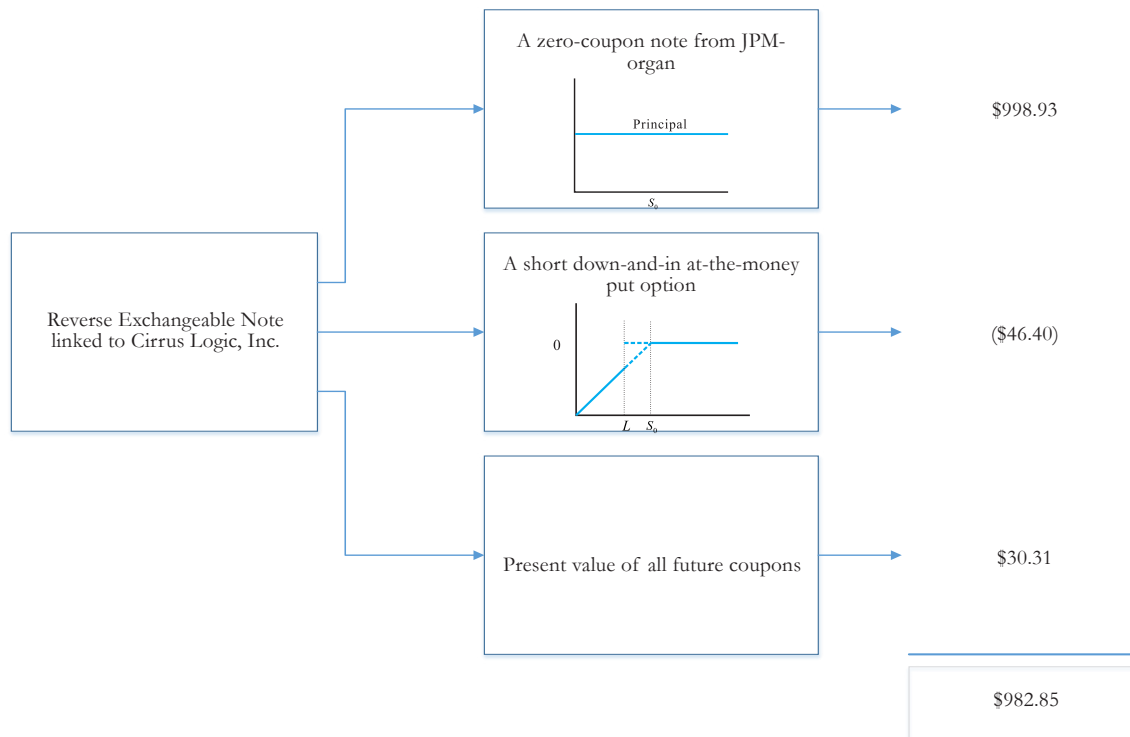 A zero-coupon note from JPM-
organ
Principal
S₀
$998.93
Reverse Exchangeable Note
linked to Cirrus Logic, Inc.
A short down-and-in at-the-money
put option
0
L S₀
($46.40)
Present value of all future coupons
$30.31
$982.85